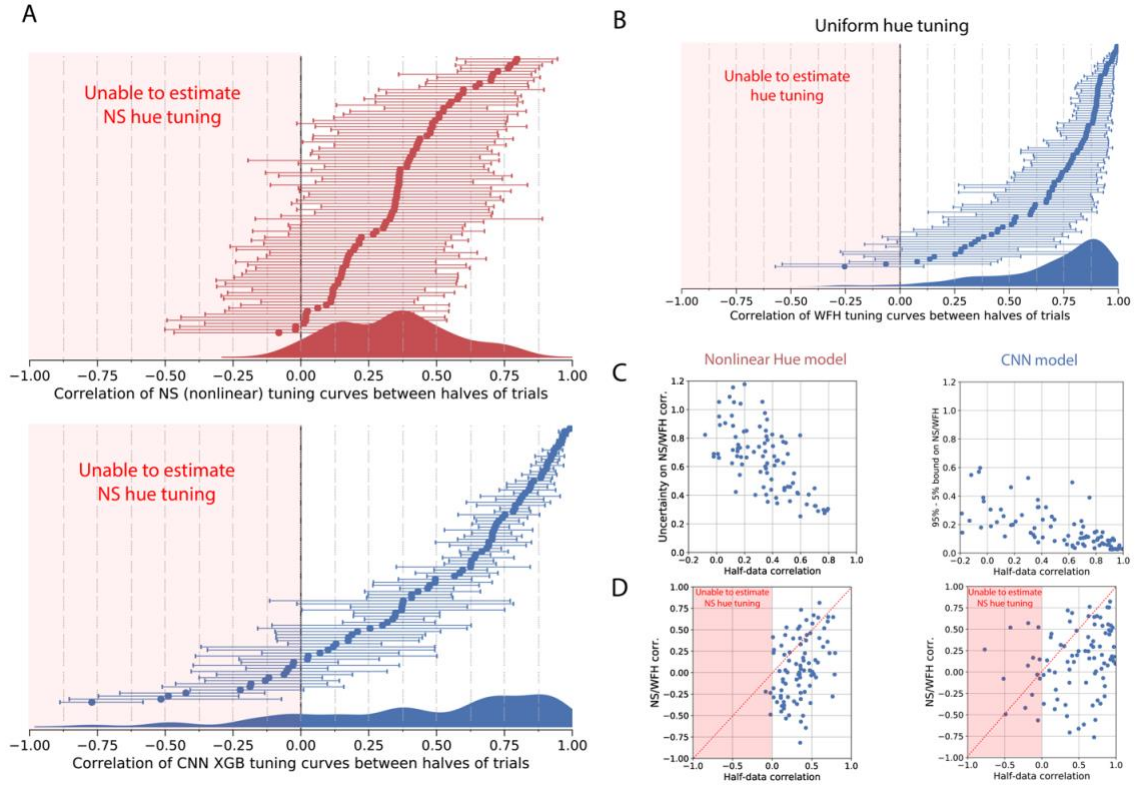 A
Unable to estimate
NS hue tuning
−1.00 −0.75 −0.50 −0.25 0.00 0.25 0.50 0.75 1.00
Correlation of NS (nonlinear) tuning curves between halves of trials
Unable to estimate
NS hue tuning
−1.00 −0.75 −0.50 −0.25 0.00 0.25 0.50 0.75 1.00
Correlation of CNN XGB tuning curves between halves of trials
B
Uniform hue tuning
Unable to estimate
hue tuning
−1.00 −0.75 −0.50 −0.25 0.00 0.25 0.50 0.75 1.00
Correlation of WFH tuning curves between halves of trials
C
Nonlinear Hue model
Uncertainty on NS/WFH corr.
1.2
1.0
0.8
0.6
0.4
0.2
0.0
−0.2 0.0 0.2 0.4 0.6 0.8 1.0
Half-data correlation
CNN model
95% - 5% bound on NS/WFH
1.2
1.0
0.8
0.6
0.4
0.2
0.0
−0.2 0.0 0.2 0.4 0.6 0.8 1.0
Half-data correlation
D
Unable to estimate
NS hue tuning
NS/WFH corr.
1.00
0.75
0.50
0.25
0.00
−0.25
−0.50
−0.75
−1.00
−1.0 −0.5 0.0 0.5 1.0
Half-data correlation
Unable to estimate
NS hue tuning
NS/WFH corr.
1.00
0.75
0.50
0.25
0.00
−0.25
−0.50
−0.75
−1.00
−1.0 −0.5 0.0 0.5 1.0
Half-data correlation